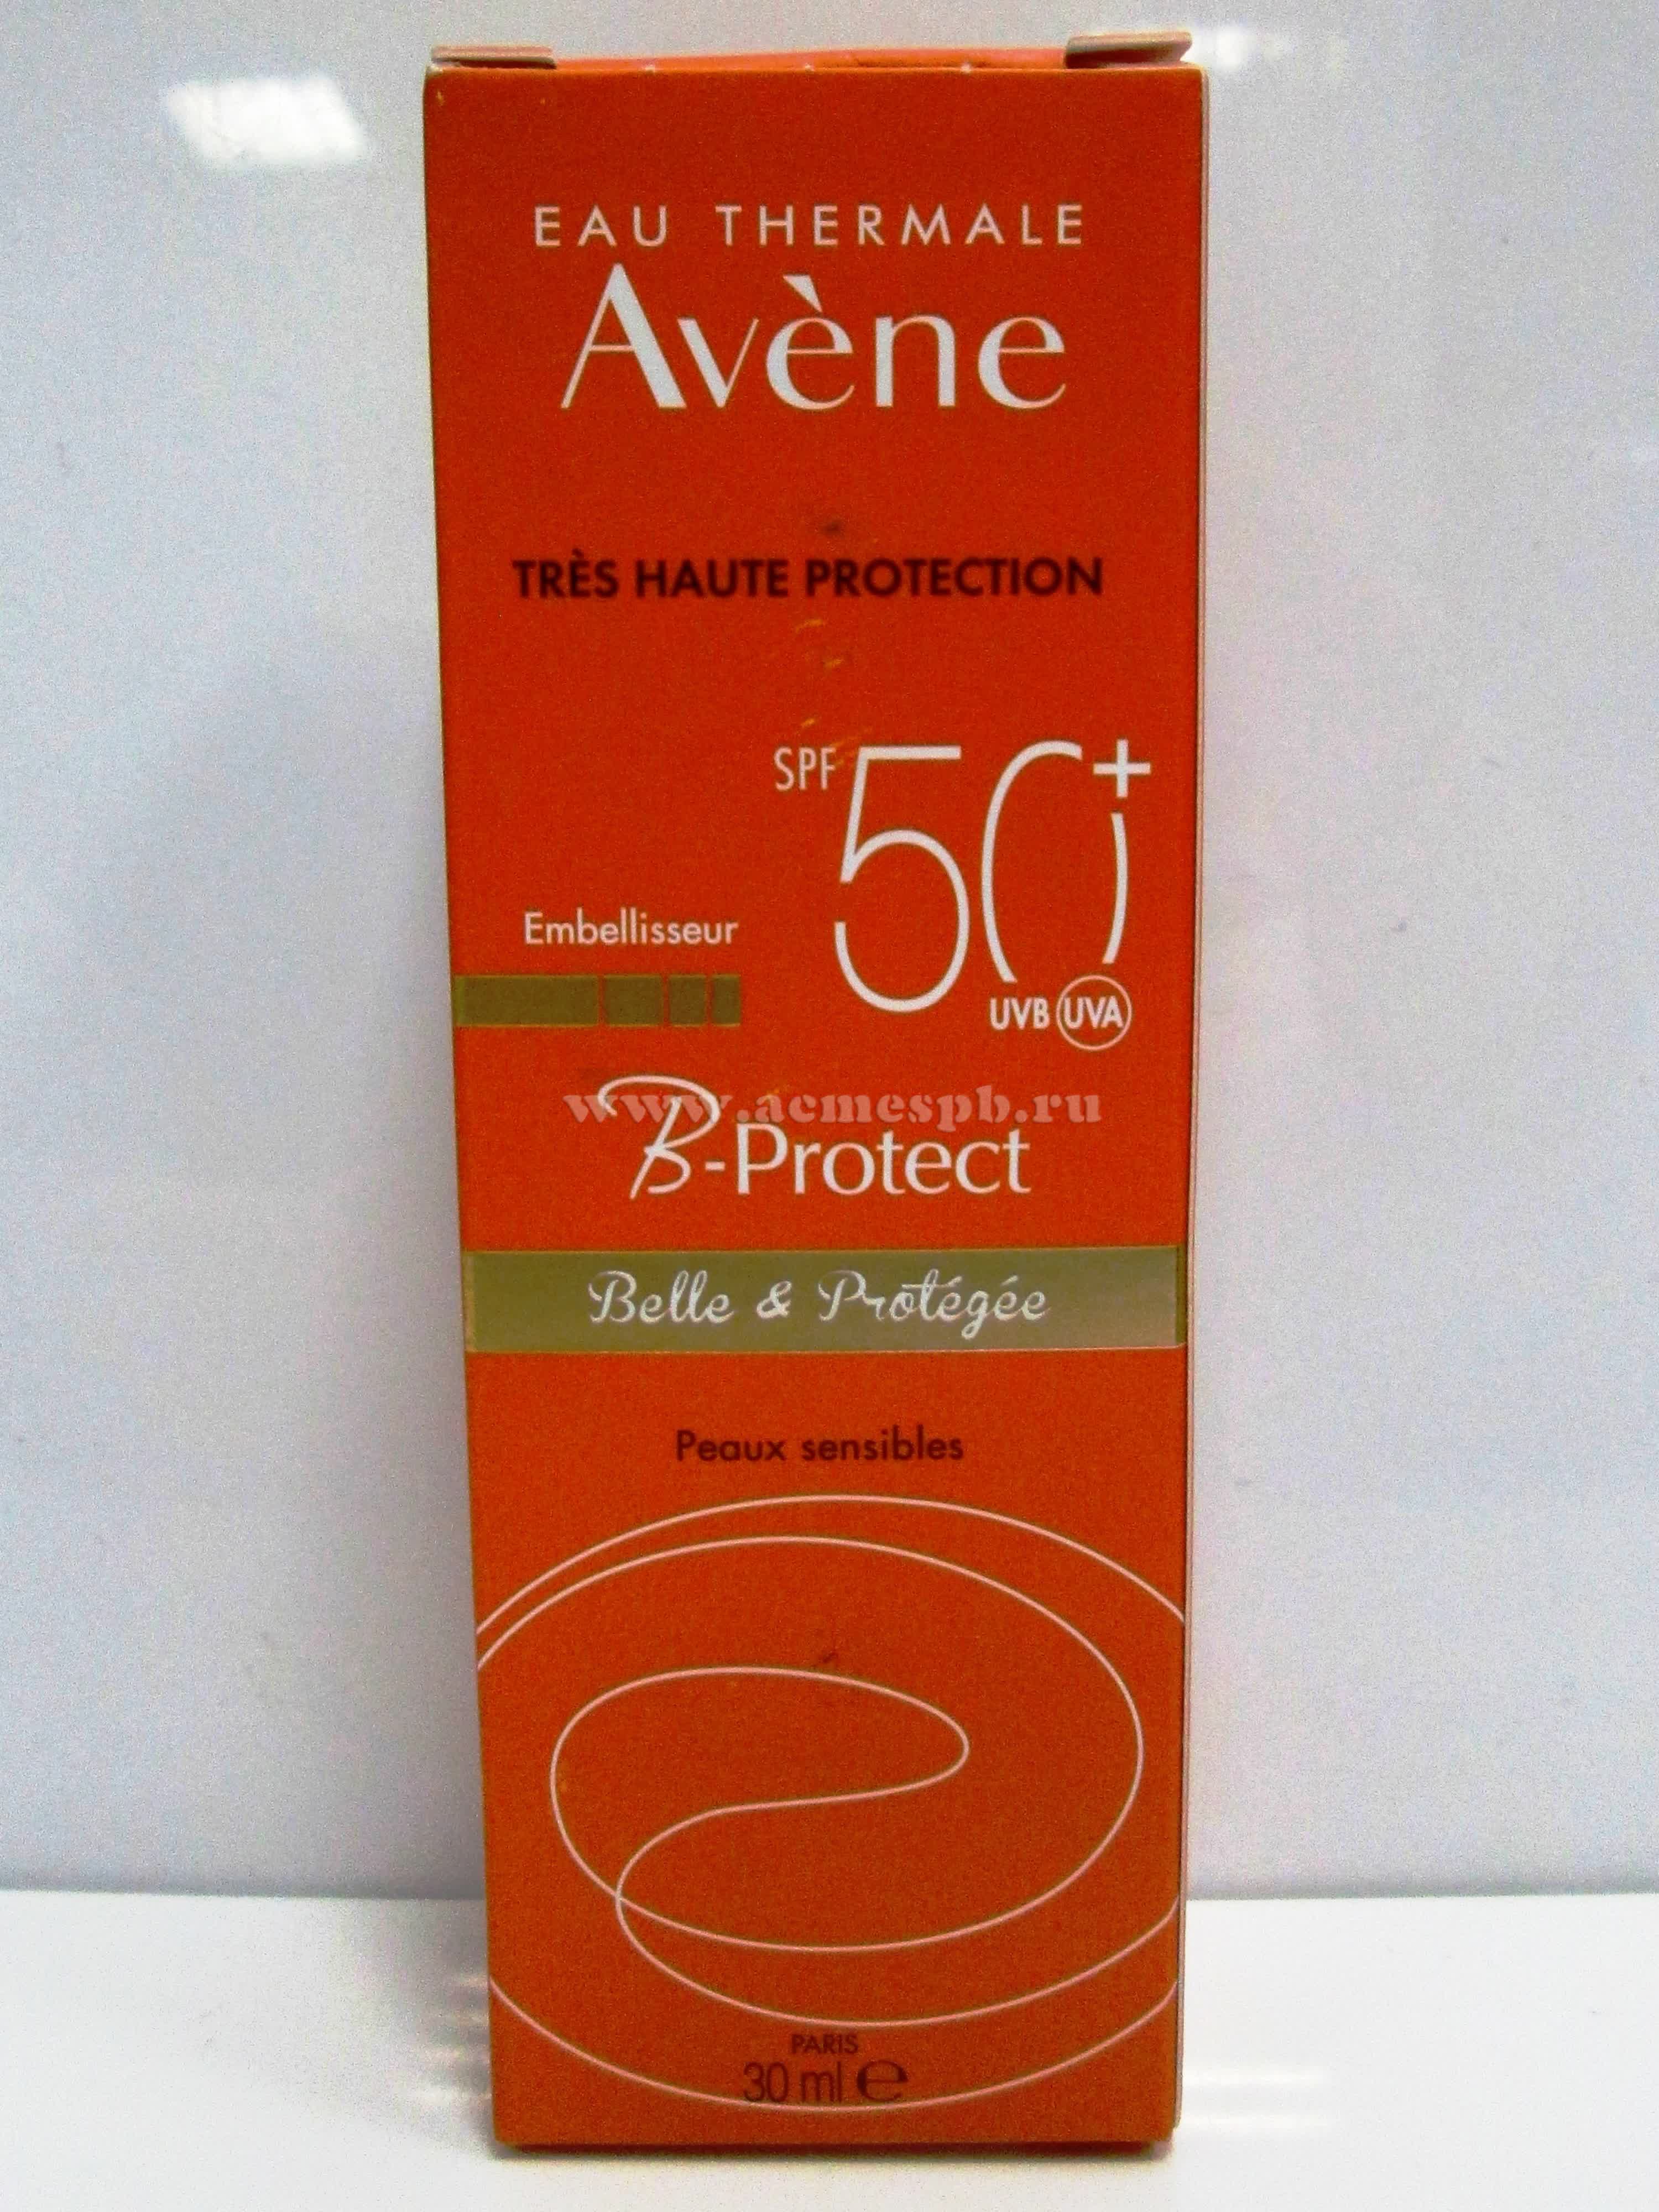 EAU THERMALE
Avène
TRÈS HAUTE PROTECTION
SPF 50+
Embellisseur
UVB UVA
www.acmespb.ru
B-Protect
Belle & Protégée
Peaux sensibles
PARIS
30 ml e